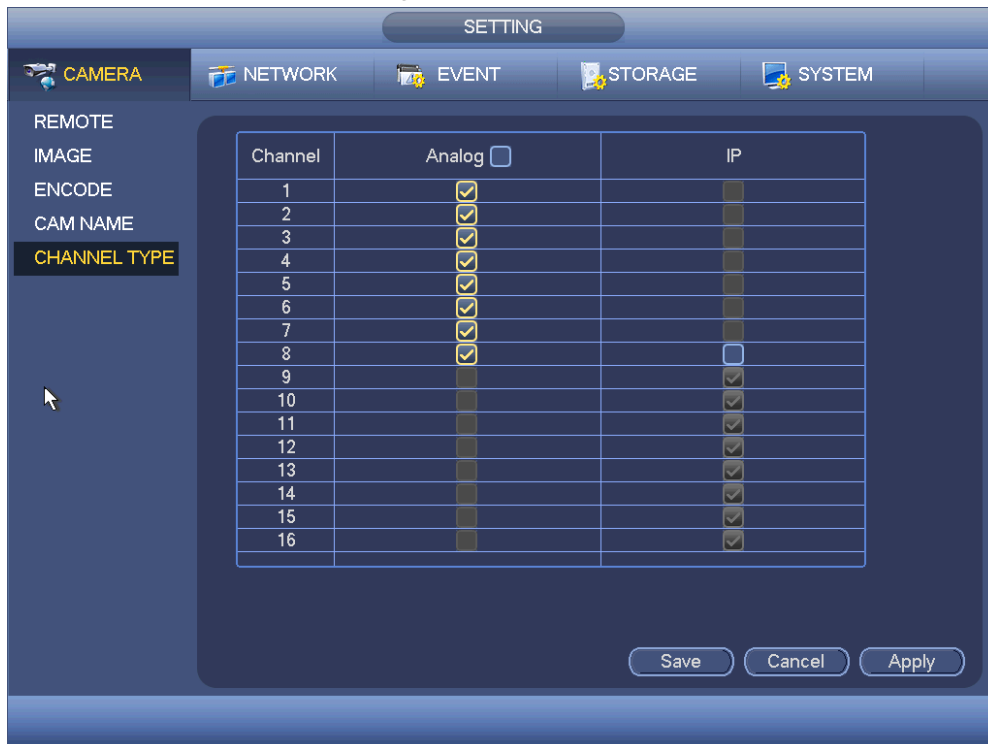 SETTING
CAMERA NETWORK EVENT STORAGE SYSTEM
REMOTE
IMAGE
ENCODE
CAM NAME
CHANNEL TYPE
Channel Analog IP
1
2
3
4
5
6
7
8
9
10
11
12
13
14
15
16
Save Cancel Apply